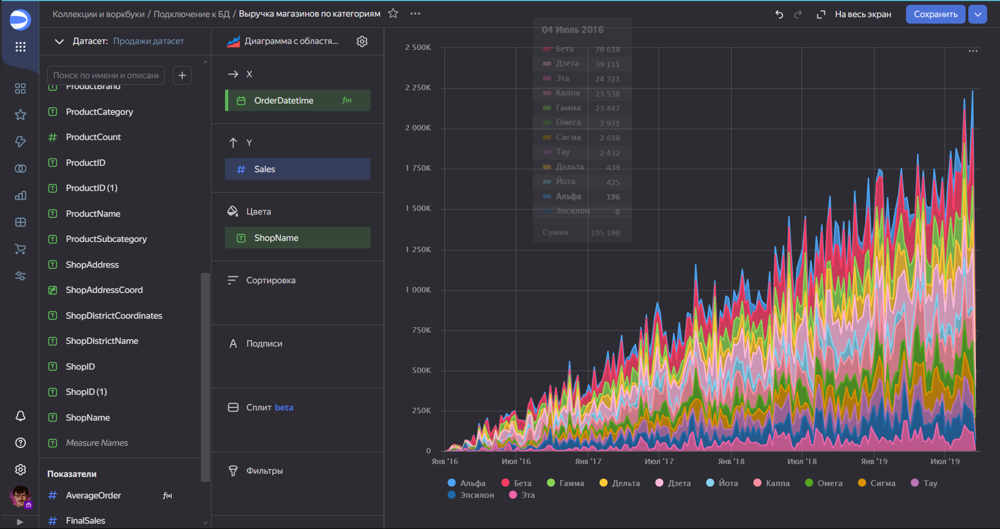 Коллекции и воркбуки / Подключение к БД / Выручка магазинов по категориям
На весь экран
Сохранить
Датасет: Продажи датасет
Поиск по имени и описани
ProductBrand
ProductCategory
ProductCount
ProductID
ProductID (1)
ProductName
ProductSubcategory
ShopAddress
ShopAddressCoord
ShopDistrictCoordinates
ShopDistrictName
ShopID
ShopID (1)
ShopName
Measure Names
Показатели
AverageOrder
FinalSales
Диаграмма с областя...
X
OrderDatetime
Y
# Sales
Цвета
ShopName
Сортировка
Подписи
Сплит beta
Фильтры
04 Июль 2016
Бета 70 610
Дзета 39 111
Эта 24 321
Каппа 23 538
Гамма 23 447
Омега 7 971
Сигма 2 610
Тау 2 432
Дельта 439
Йота 425
Альфа 196
Эпсилон 0
Сумма 195 100
2 500K
2 250K
2 000K
1 750K
1 500K
1 250K
1 000K
750K
500K
250K
0
Янв '16 Июл '16 Янв '17 Июл '17 Янв '18 Июл '18 Янв '19 Июл '19
Альфа Бета Гамма Дельта Дзета Йота Каппа Омега Сигма Тау
Эпсилон Эта